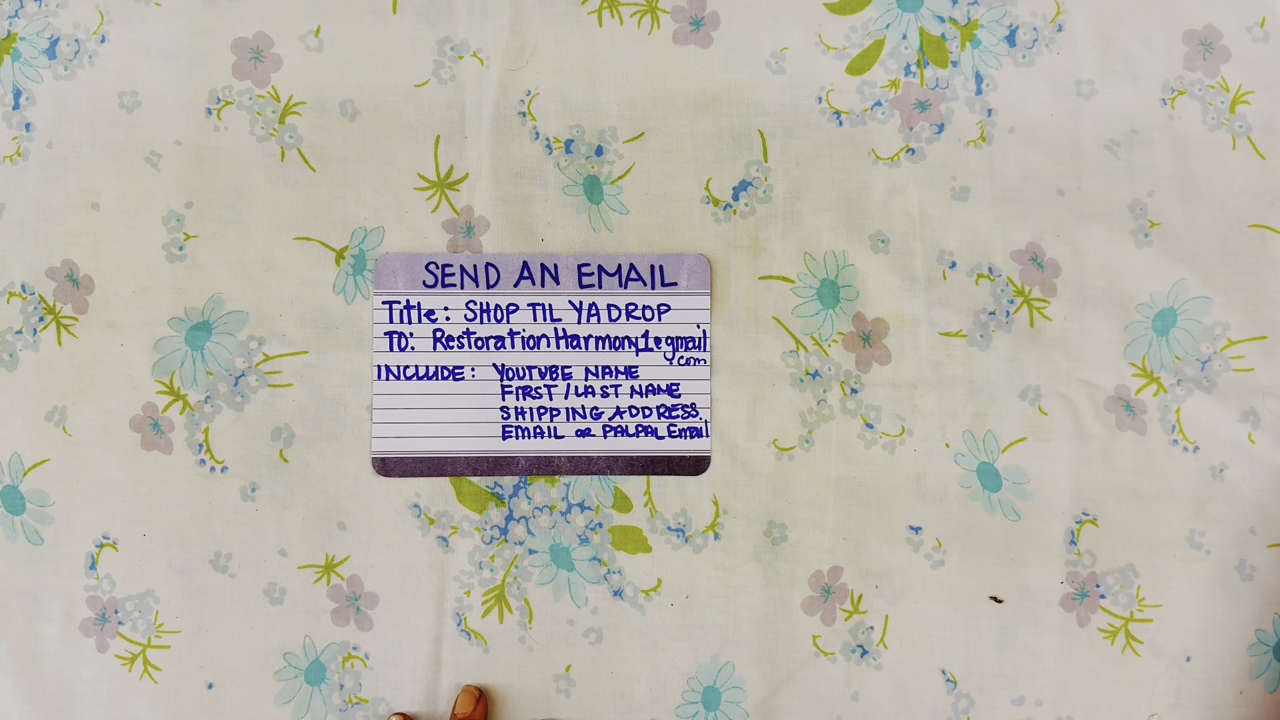 SEND AN EMAIL
Title: SHOP TIL YA DROP
TO: RestorationHarmony1@gmail
.com
INCLUDE: YOUTUBE NAME
FIRST/LAST NAME
SHIPPING ADDRESS.
EMAIL OR PALPAL Email